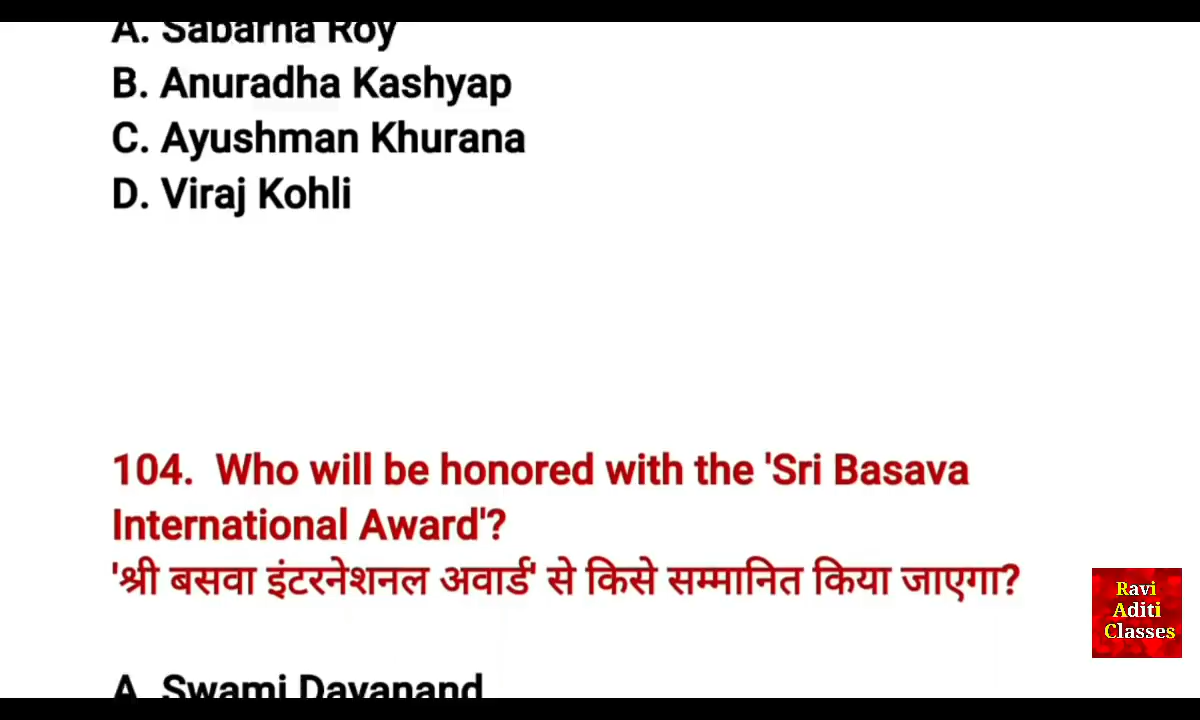 A. Sabarna Roy
B. Anuradha Kashyap
C. Ayushman Khurana
D. Viraj Kohli
104. Who will be honored with the 'Sri Basava
International Award'?
'श्री बसवा इंटरनेशनल अवार्ड' से किसे सम्मानित किया जाएगा?
Ravi
Aditi
Classes
A. Swami Dayanand